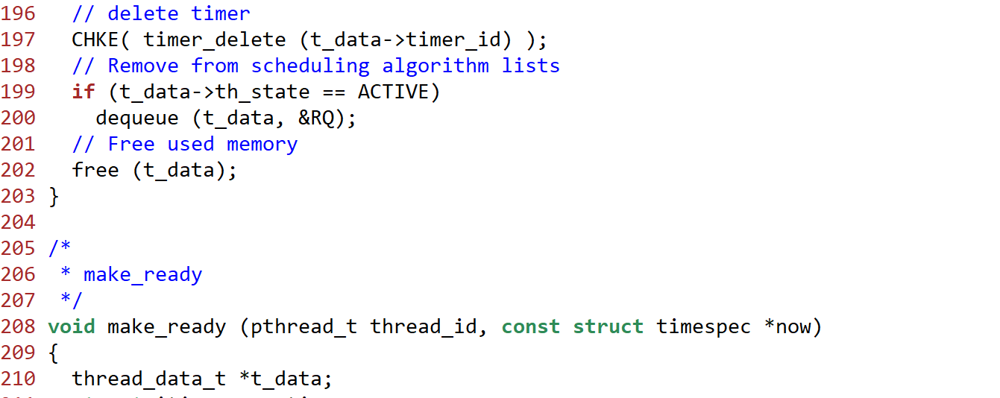 196   // delete timer
197   CHKE( timer_delete (t_data->timer_id) );
198   // Remove from scheduling algorithm lists
199   if (t_data->th_state == ACTIVE)
200     dequeue (t_data, &RQ);
201   // Free used memory
202   free (t_data);
203 }
204
205 /*
206  * make_ready
207  */
208 void make_ready (pthread_t thread_id, const struct timespec *now)
209 {
210   thread_data_t *t_data;